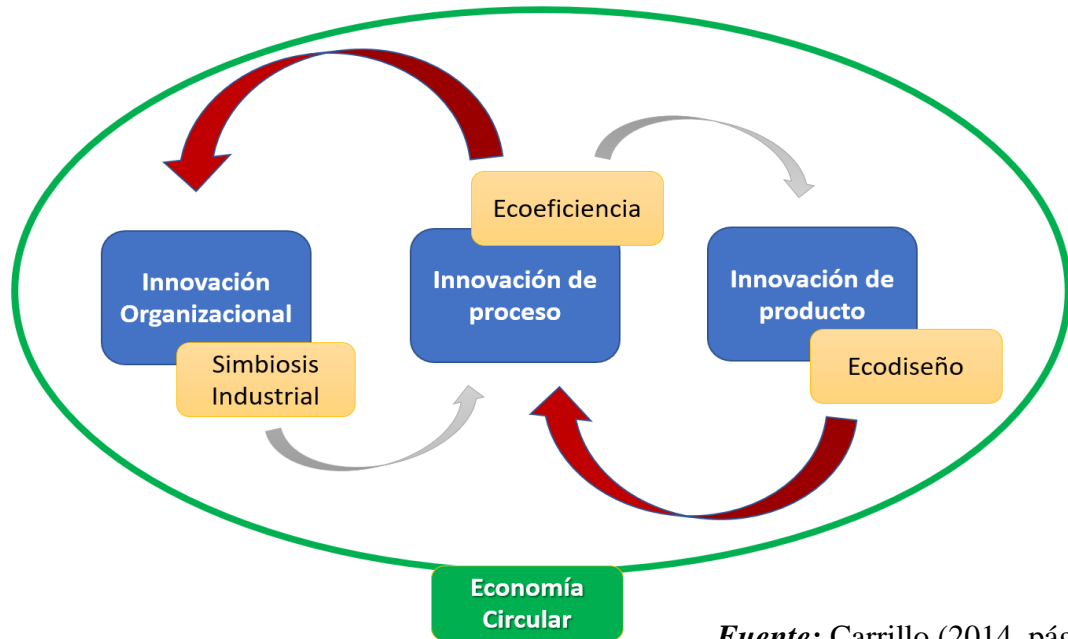 Ecoeficiencia
Innovación
Organizacional
Simbiosis
Industrial
Innovación de
proceso
Innovación de
producto
Ecodiseño
Economía
Circular
Fuente: Carrillo (2014, pág